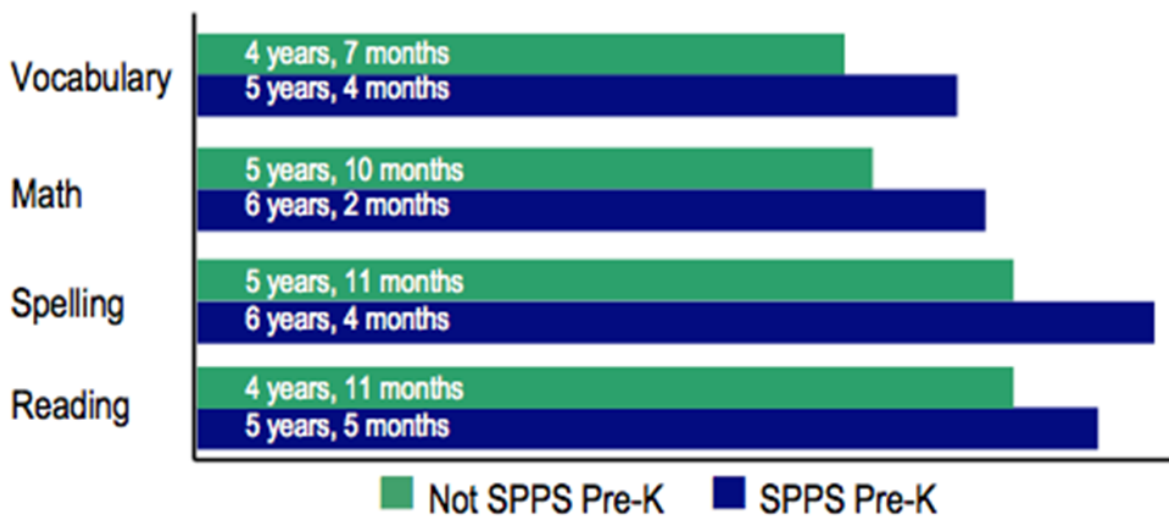 Vocabulary
4 years, 7 months
5 years, 4 months
Math
5 years, 10 months
6 years, 2 months
Spelling
5 years, 11 months
6 years, 4 months
Reading
4 years, 11 months
5 years, 5 months
Not SPPS Pre-K
SPPS Pre-K